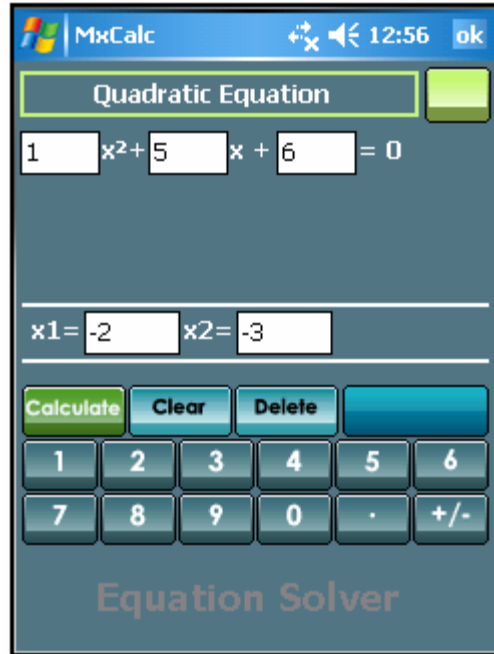 MxCalc 12:56 ok
Quadratic Equation
1 x²+ 5 x + 6 = 0
x1= -2 x2= -3
Calculate Clear Delete
1 2 3 4 5 6
7 8 9 0 . +/-
Equation Solver